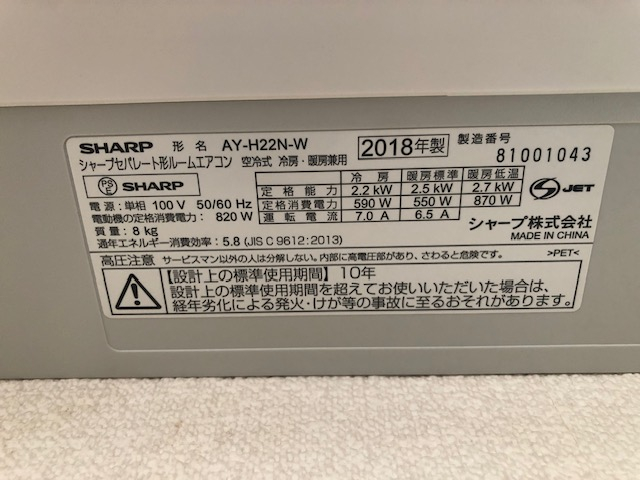 SHARP 形名 AY-H22N-W 2018年製 製造番号
シャープセパレート形ルームエアコン 空冷式 冷房・暖房兼用 81001043
PSE SHARP 冷房 暖房標準 暖房低温
定格能力 2.2 kW 2.5 kW 2.7 kW JET
電源:単相 100 V 50/60 Hz 定格消費電力 590 W 550 W 870 W
電動機の定格消費電力: 820 W 運転電流 7.0 A 6.5 A シャープ株式会社
質量: 8 kg MADE IN CHINA
通年エネルギー消費効率: 5.8 (JIS C 9612:2013)
高圧注意 サービスマン以外の人は分解しない。内部に高電圧部があり、さわると危険です。 >PET<
【設計上の標準使用期間】10年
設計上の標準使用期間を超えてお使いいただいた場合は、
経年劣化による発火・けが等の事故に至るおそれがあります。